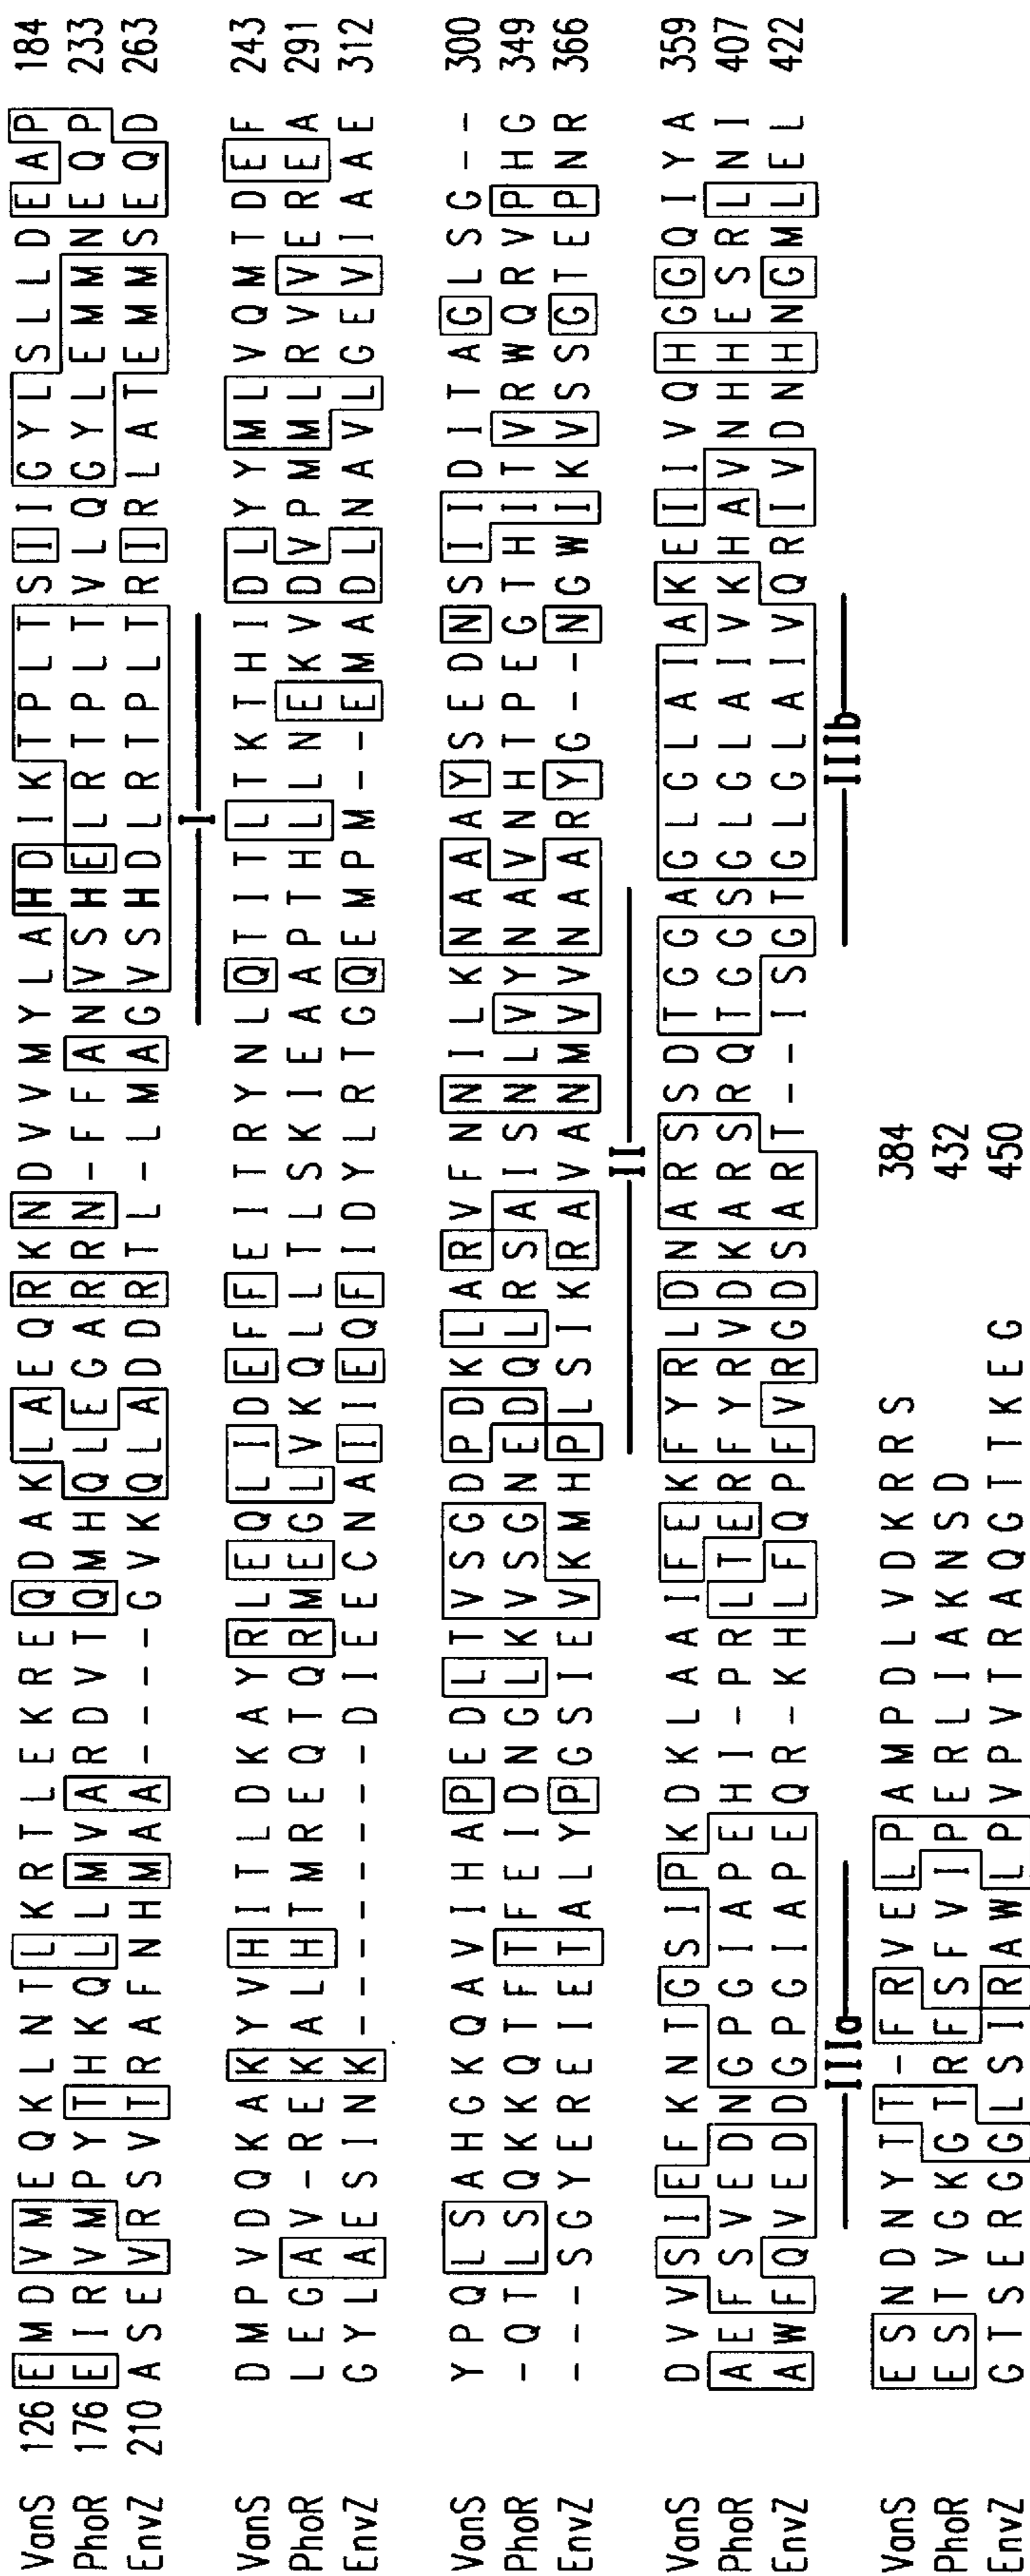 VanS 126 E M D V M E Q K L N T L K R T L E K R E Q D A K L A E Q R K N D V V M Y L A H D I K T P L T S I I G Y L S L L D E A P 184
PhoR 176 E I R V M P Y T H K Q L L M V A R D V T Q M H Q L E G A R R N - F F A N V S H E L R T P L T V L Q G Y L E M M N E Q P 233
EnvZ 210 A S E V R S V T R A F N H M A A - - - - G V K Q L A D D R T L - L M A G V S H D L R T P L T R I R L A T E M M S E Q D 263
I
VanS D M P V D Q K A K Y V H I T L D K A Y R L E Q L I D E F F E I T R Y N L Q T I T L T K T H I D L Y Y M L V Q M T D E F 243
PhoR L E G A V - R E K A L H T M R E Q T Q R M E G L V K Q L L T L S K I E A A P T H L L N E K V D V P M M L R V V E R E A 291
EnvZ G Y L A E S I N K - - - - - - - - D I E E C N A I I E Q F I D Y L R T G Q E M P M - - E M A D L N A V L G E V I A A E 312
VanS Y P Q L S A H G K Q A V I H A P E D L T V S G D P D K L A R V F N N I L K N A A A Y S E D N S I I D I T A G L S G - - 300
PhoR - Q T L S Q K K Q T F T F E I D N G L K V S G N E D Q L R S A I S N L V Y N A V N H T P E G T H I T V R W Q R V P H G 349
EnvZ - - - S G Y E R E I E T A L Y P G S I E V K M H P L S I K R A V A N M V V N A A R Y G - - N G W I K V S S G T E P N R 366
II
VanS D V V S I E F K N T G S I P K D K L A A I F E K F Y R L D N A R S S D T G G A G L G L A I A K E I I V Q H G G Q I Y A 359
PhoR A E F S V E D N G P G I A P E H I - P R L T E R F Y R V D K A R S R Q T G G S G L G L A I V K H A V N H H E S R L N I 407
EnvZ A W F Q V E D D G P G I A P E Q R - K H L F Q P F V R G D S A R T - - I S G T G L G L A I V Q R I V D N H N G M L E L 422
IIIa IIIb
VanS E S N D N Y T T - F R V E L P A M P D L V D K R R S 384
PhoR E S T V G K G T R F S F V I P E R L I A K N S D 432
EnvZ G T S E R G G L S I R A W L P V P V T R A Q G T T K E G 450